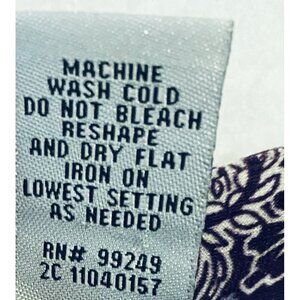 MACHINE
WASH COLD
DO NOT BLEACH
RESHAPE
AND DRY FLAT
IRON ON
LOWEST SETTING
AS NEEDED
RN# 99249
2C 11040157